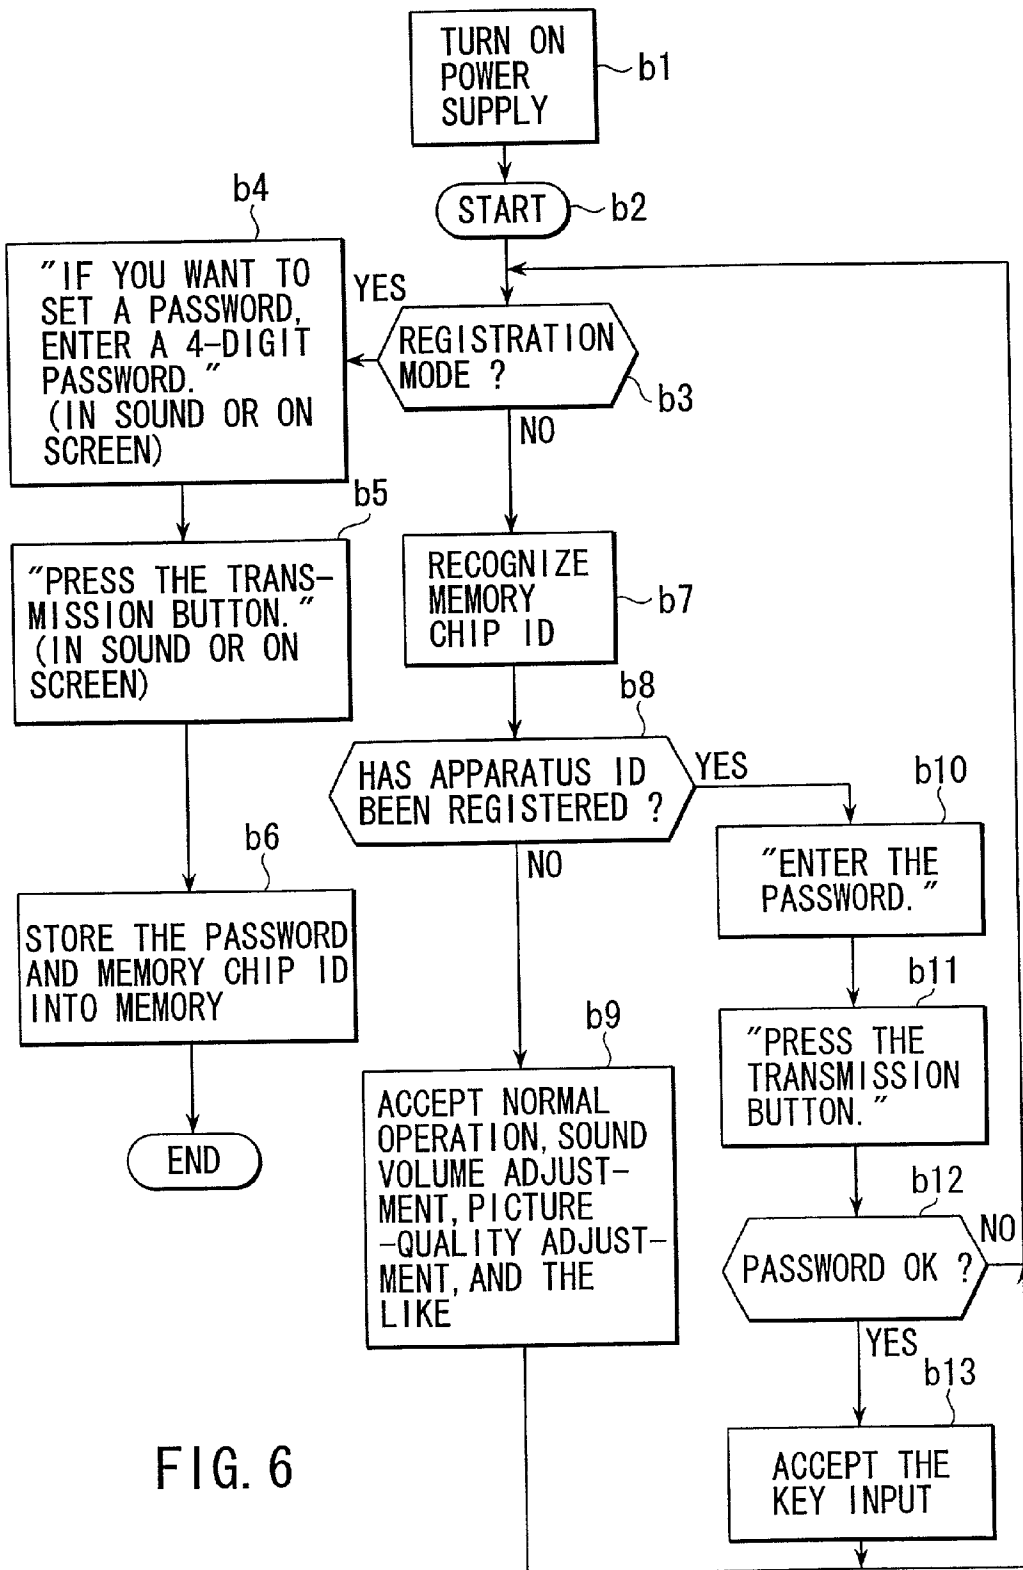 TURN ON
POWER
SUPPLY
b1
START
b2
b4
"IF YOU WANT TO
SET A PASSWORD,
ENTER A 4-DIGIT
PASSWORD."
(IN SOUND OR ON
SCREEN)
YES
REGISTRATION
MODE ?
b3
NO
b5
"PRESS THE TRANS-
MISSION BUTTON."
(IN SOUND OR ON
SCREEN)
RECOGNIZE
MEMORY
CHIP ID
b7
b8
HAS APPARATUS ID
BEEN REGISTERED ?
YES
NO
b6
STORE THE PASSWORD
AND MEMORY CHIP ID
INTO MEMORY
END
b10
"ENTER THE
PASSWORD."
b11
"PRESS THE
TRANSMISSION
BUTTON."
b9
ACCEPT NORMAL
OPERATION, SOUND
VOLUME ADJUST-
MENT, PICTURE
-QUALITY ADJUST-
MENT, AND THE
LIKE
b12
PASSWORD OK ?
NO
YES
b13
ACCEPT THE
KEY INPUT
FIG. 6